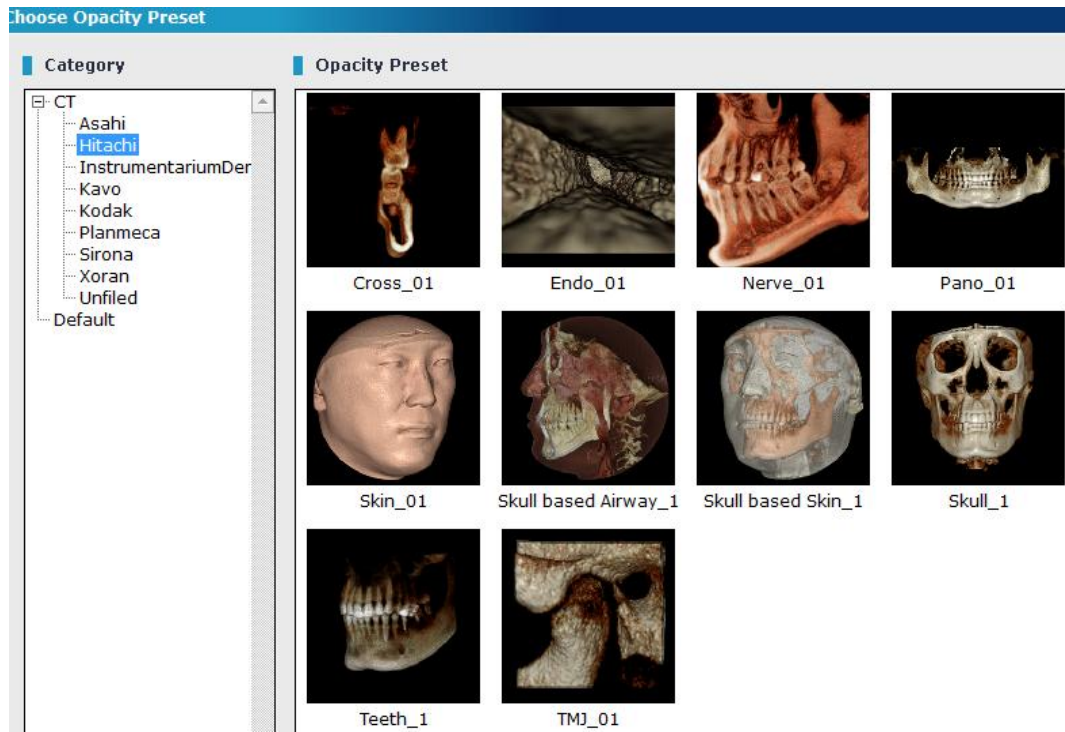 Choose Opacity Preset
Category
Opacity Preset
CT
Asahi
Hitachi
InstrumentariumDer
Kavo
Kodak
Planmeca
Sirona
Xoran
Unfiled
Default
Cross_01
Endo_01
Nerve_01
Pano_01
Skin_01
Skull based Airway_1
Skull based Skin_1
Skull_1
Teeth_1
TMJ_01